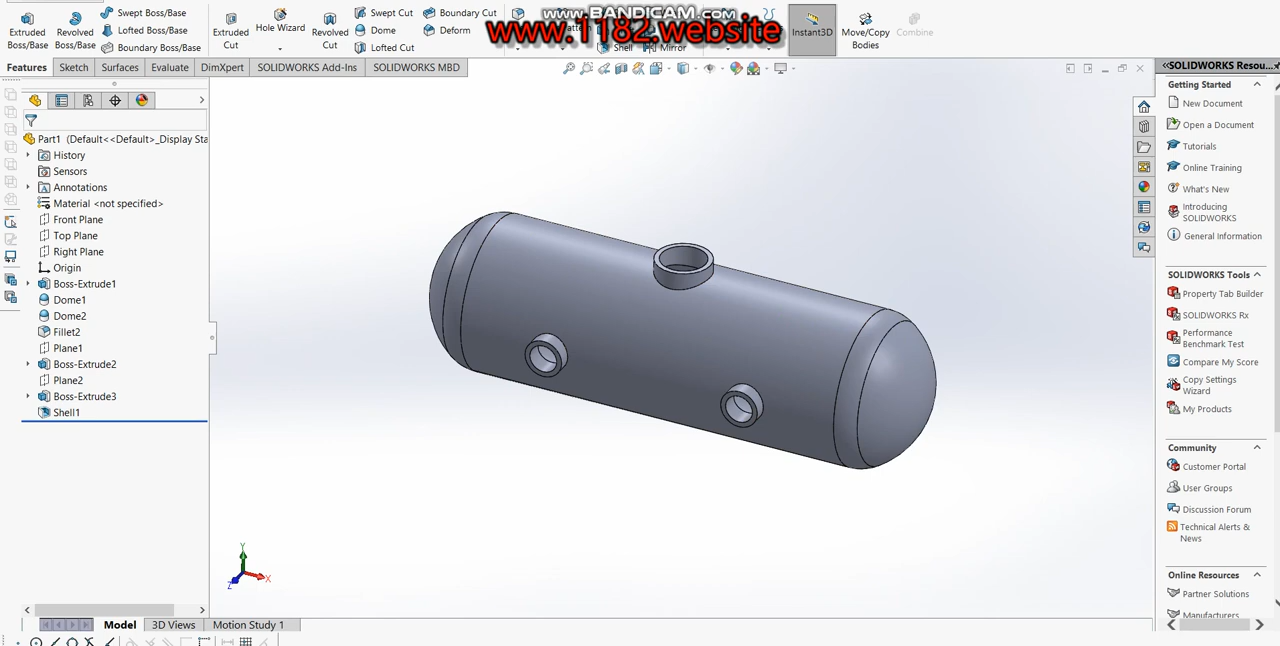 Swept Boss/Base
Boundary Cut
www.BANDICAM.com
Extruded
Boss/Base
Revolved
Boss/Base
Lofted Boss/Base
Boundary Boss/Base
Extruded
Cut
Hole Wizard
Revolved
Cut
Swept Cut
Dome
Lofted Cut
Deform
www.1182.website
Shell
Mirror
Instant3D
Move/Copy
Bodies
Combine
Features
Sketch
Surfaces
Evaluate
DimXpert
SOLIDWORKS Add-Ins
SOLIDWORKS MBD
Part1 (Default<<Default>_Display Sta
History
Sensors
Annotations
Material <not specified>
Front Plane
Top Plane
Right Plane
Origin
Boss-Extrude1
Dome1
Dome2
Fillet2
Plane1
Boss-Extrude2
Plane2
Boss-Extrude3
Shell1
Y
X
Z
Model
3D Views
Motion Study 1
SOLIDWORKS Resou...
Getting Started
New Document
Open a Document
Tutorials
Online Training
What's New
Introducing
SOLIDWORKS
General Information
SOLIDWORKS Tools
Property Tab Builder
SOLIDWORKS Rx
Performance
Benchmark Test
Compare My Score
Copy Settings
Wizard
My Products
Community
Customer Portal
User Groups
Discussion Forum
Technical Alerts &
News
Online Resources
Partner Solutions
Manufacturers